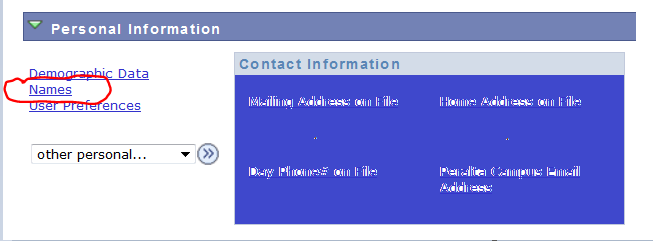 Personal Information
Demographic Data
Names
User Preferences
other personal...
Contact Information
Mailing Address on File
Home Address on File
Day Phone# on File
Peralta Campus Email
Address